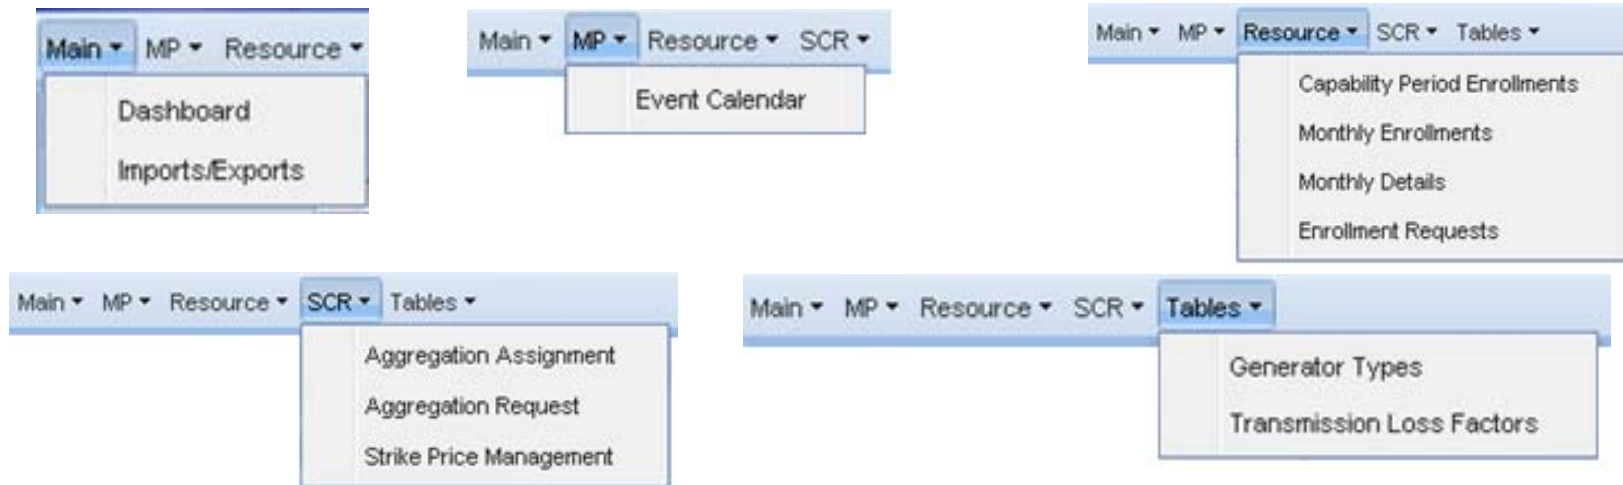 Main MP Resource
Dashboard
Imports/Exports
Main MP Resource SCR
Event Calendar
Main MP Resource SCR Tables
Capability Period Enrollments
Monthly Enrollments
Monthly Details
Enrollment Requests
Main MP Resource SCR Tables
Aggregation Assignment
Aggregation Request
Strike Price Management
Main MP Resource SCR Tables
Generator Types
Transmission Loss Factors